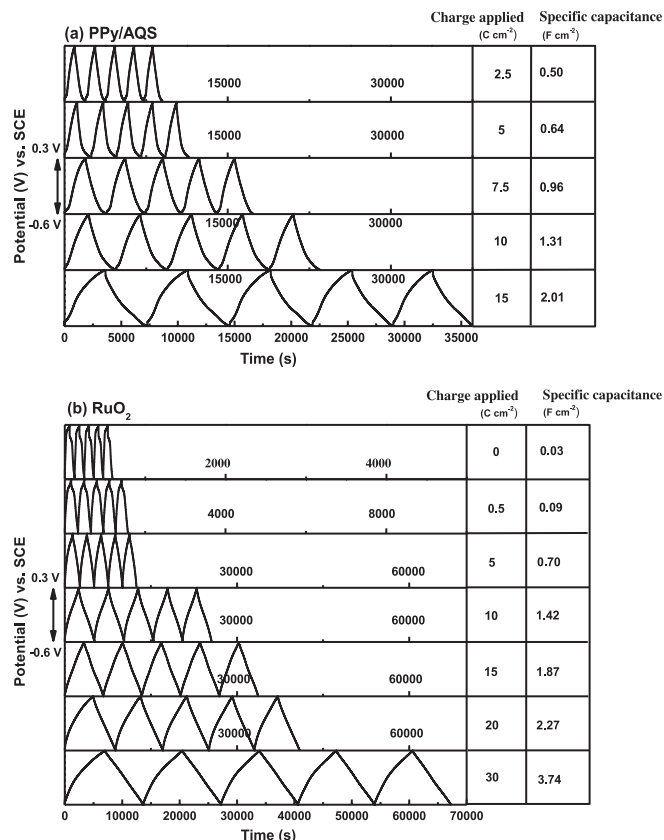 Charge applied Specific capacitance
(a) PPy/AQS (C cm-2) (F cm-2)
15000 30000 2.5 0.50
15000 30000 5 0.64
0.3 V
7.5 0.96
-0.6 V 15000 30000
10 1.31
15000 30000
15 2.01
Potential (V) vs. SCE
0 5000 10000 15000 20000 25000 30000 35000
Time (s)
Charge applied Specific capacitance
(b) RuO2 (C cm-2) (F cm-2)
2000 4000 0 0.03
4000 8000 0.5 0.09
30000 60000 5 0.70
0.3 V
30000 60000 10 1.42
-0.6 V
30000 60000 15 1.87
30000 60000 20 2.27
30 3.74
Potential (V) vs. SCE
0 10000 20000 30000 40000 50000 60000 70000
Time (s)